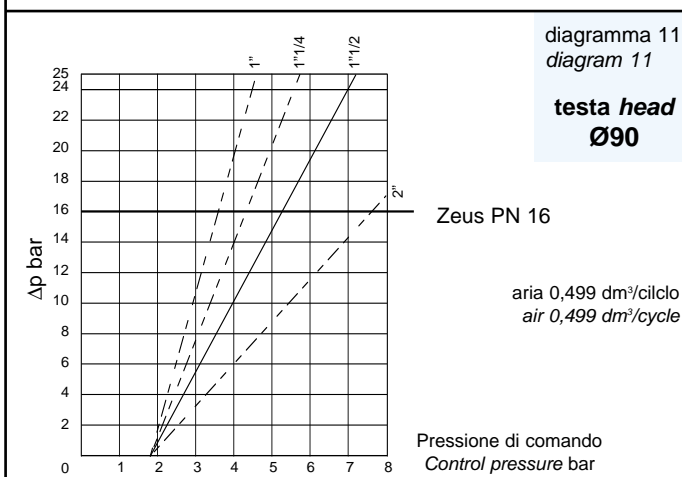 diagramma 11
diagram 11
testa head
Ø90
1"
1"1/4
1"1/2
2"
25
24
22
20
18
16
14
12
10
8
6
4
2
0
1 2 3 4 5 6 7 8
Δp bar
Zeus PN 16
aria 0,499 dm³/cilclo
air 0,499 dm³/cycle
Pressione di comando
Control pressure bar